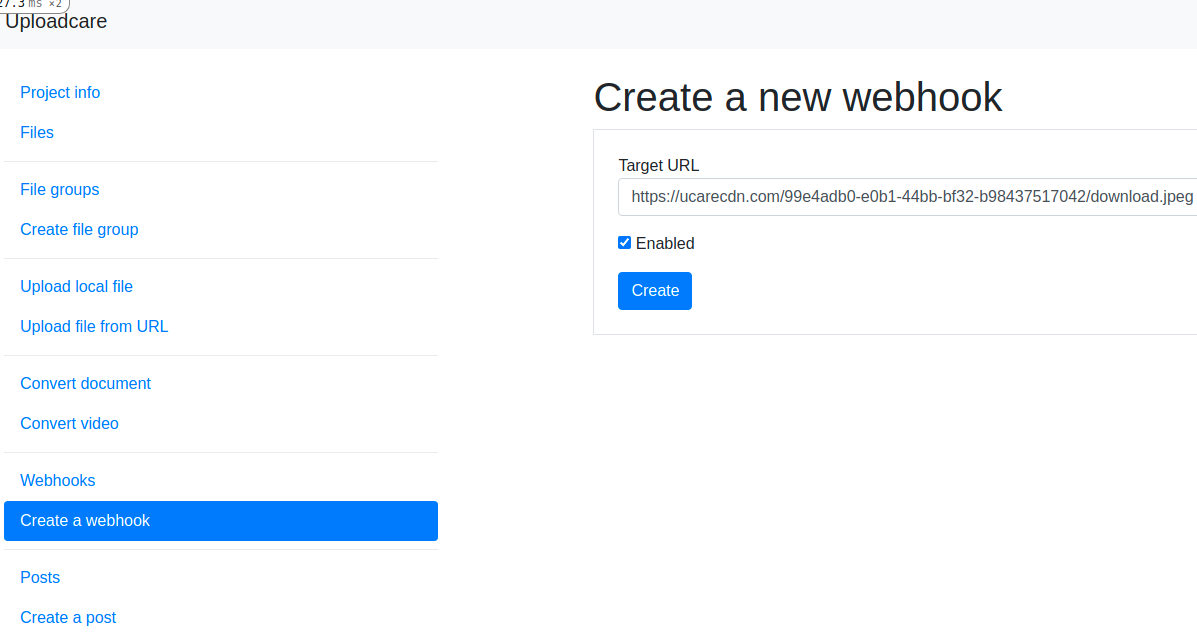 27.3 ms ×2
Uploadcare
Project info
Files
File groups
Create file group
Upload local file
Upload file from URL
Convert document
Convert video
Webhooks
Create a webhook
Posts
Create a post
Create a new webhook
Target URL
https://ucarecdn.com/99e4adb0-e0b1-44bb-bf32-b98437517042/download.jpeg
Enabled
Create